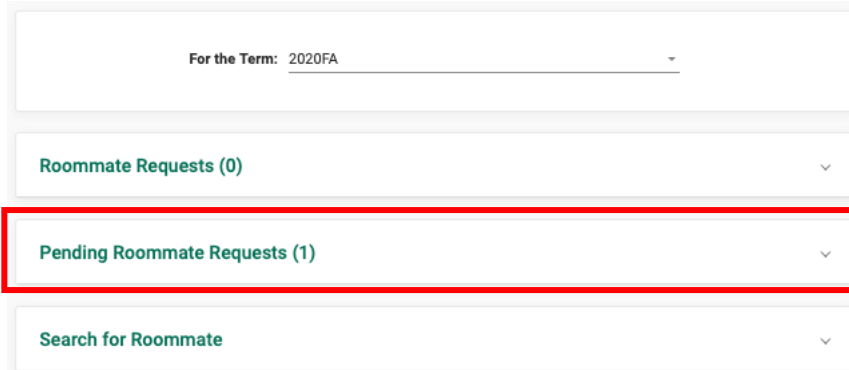 For the Term: 2020FA
Roommate Requests (0)
Pending Roommate Requests (1)
Search for Roommate